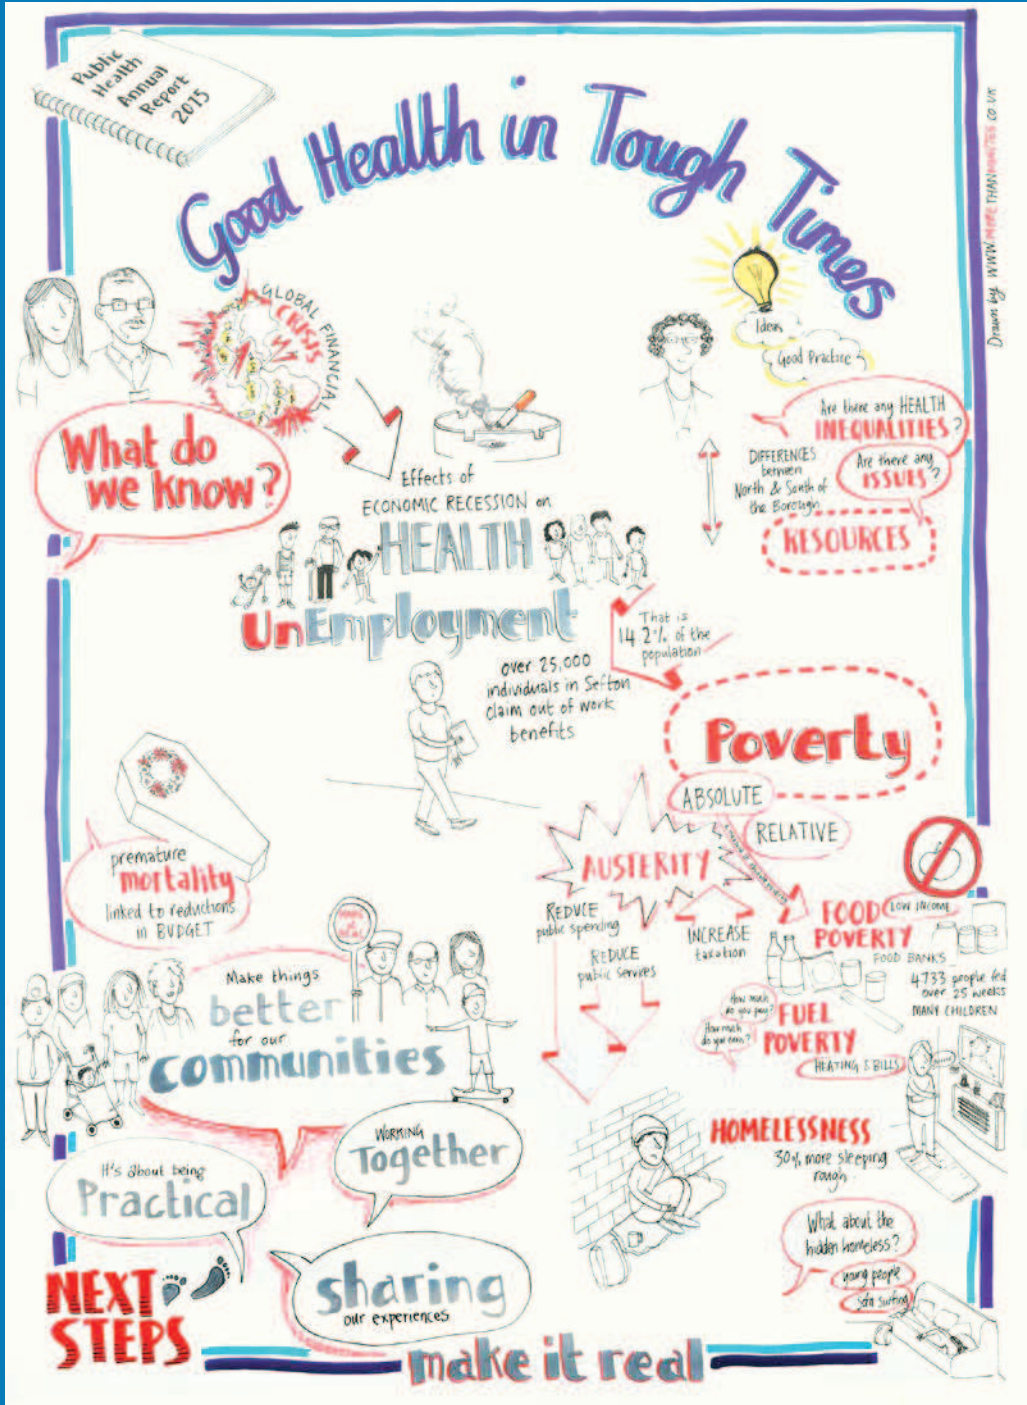 Public
Health
Annual
Report
2015
Good Health in Tough Times
Drawn by WWW.MORETHANMINUTES.CO.UK
GLOBAL FINANCIAL
CRISIS
What do
we know?
Ideas
Good Practice
Are there any HEALTH
INEQUALITIES?
Are there any
ISSUES?
DIFFERENCES
between
North & South of
the Borough
RESOURCES
Effects of
ECONOMIC RECESSION on
HEALTH
UnEmployment
over 25,000
individuals in Sefton
claim out of work
benefits
That is
14.2% of the
population
Poverty
ABSOLUTE
RELATIVE
AUSTERITY
REDUCE
public spending
REDUCE
public services
INCREASE
taxation
FOOD
POVERTY
LOW INCOME
FOOD BANKS
4733 people fed
over 25 weeks
MANY CHILDREN
How much
do you pay?
How much
do you earn?
FUEL
POVERTY
HEATING & BILLS
HOMELESSNESS
30% more sleeping
rough
What about the
hidden homeless?
young people
sofa surfing
premature
mortality
linked to reductions
in BUDGET
Make things
better
for our
communities
It's about being
Practical
WORKING
Together
sharing
our experiences
NEXT
STEPS
make it real